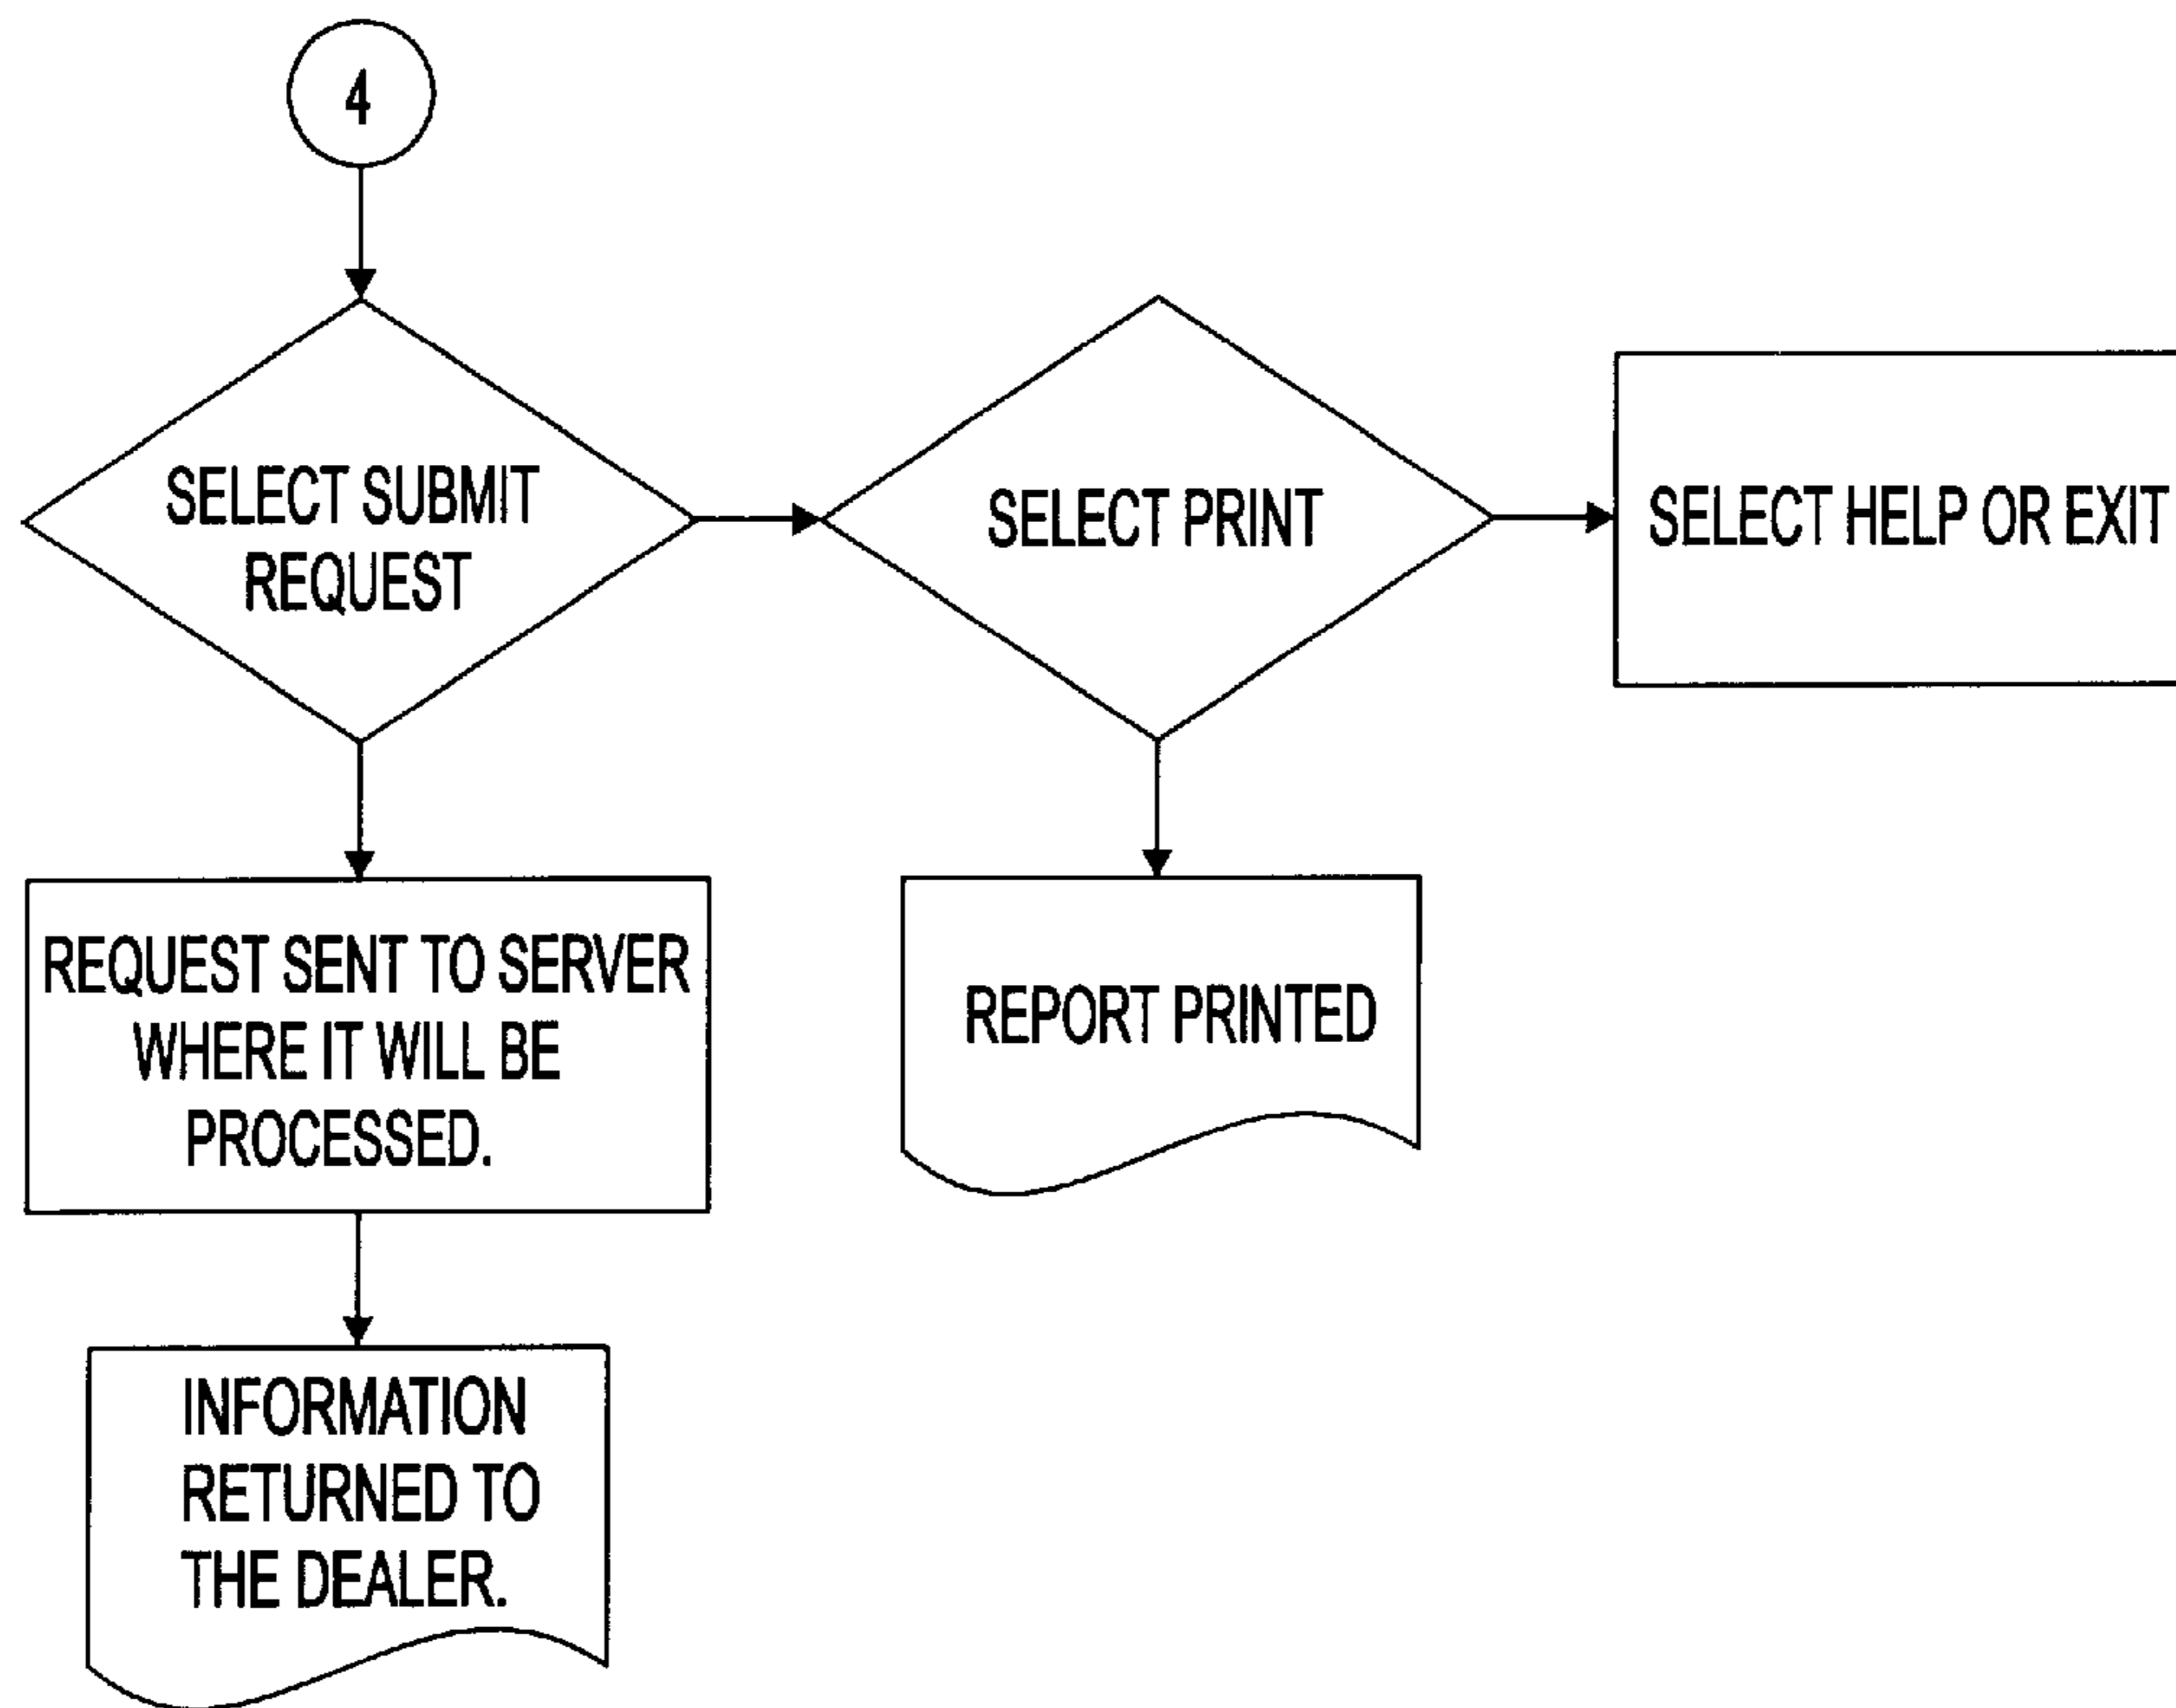 4
SELECT SUBMIT
REQUEST
SELECT PRINT
SELECT HELP OR EXIT
REQUEST SENT TO SERVER
WHERE IT WILL BE
PROCESSED.
REPORT PRINTED
INFORMATION
RETURNED TO
THE DEALER.